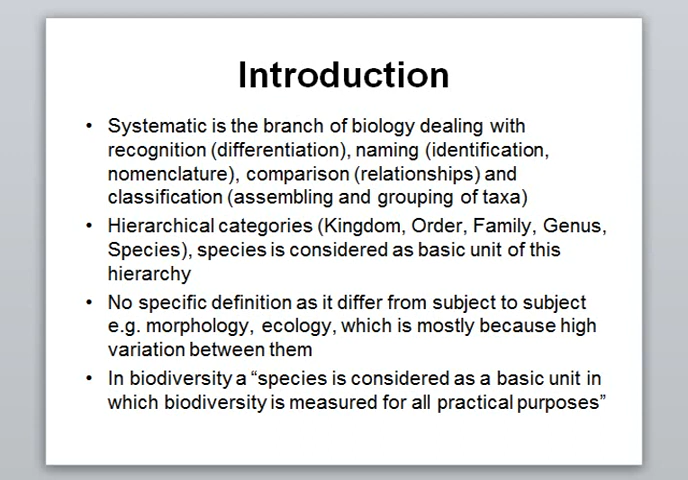 Introduction
• Systematic is the branch of biology dealing with
recognition (differentiation), naming (identification,
nomenclature), comparison (relationships) and
classification (assembling and grouping of taxa)
• Hierarchical categories (Kingdom, Order, Family, Genus,
Species), species is considered as basic unit of this
hierarchy
• No specific definition as it differ from subject to subject
e.g. morphology, ecology, which is mostly because high
variation between them
• In biodiversity a “species is considered as a basic unit in
which biodiversity is measured for all practical purposes”